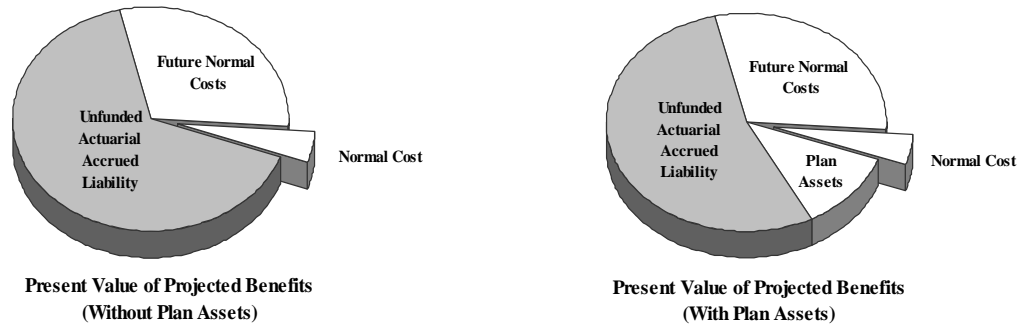 Future Normal
Costs
Unfunded
Actuarial
Accrued
Liability
Normal Cost
Present Value of Projected Benefits
(Without Plan Assets)
Future Normal
Costs
Unfunded
Actuarial
Accrued
Liability
Plan
Assets
Normal Cost
Present Value of Projected Benefits
(With Plan Assets)